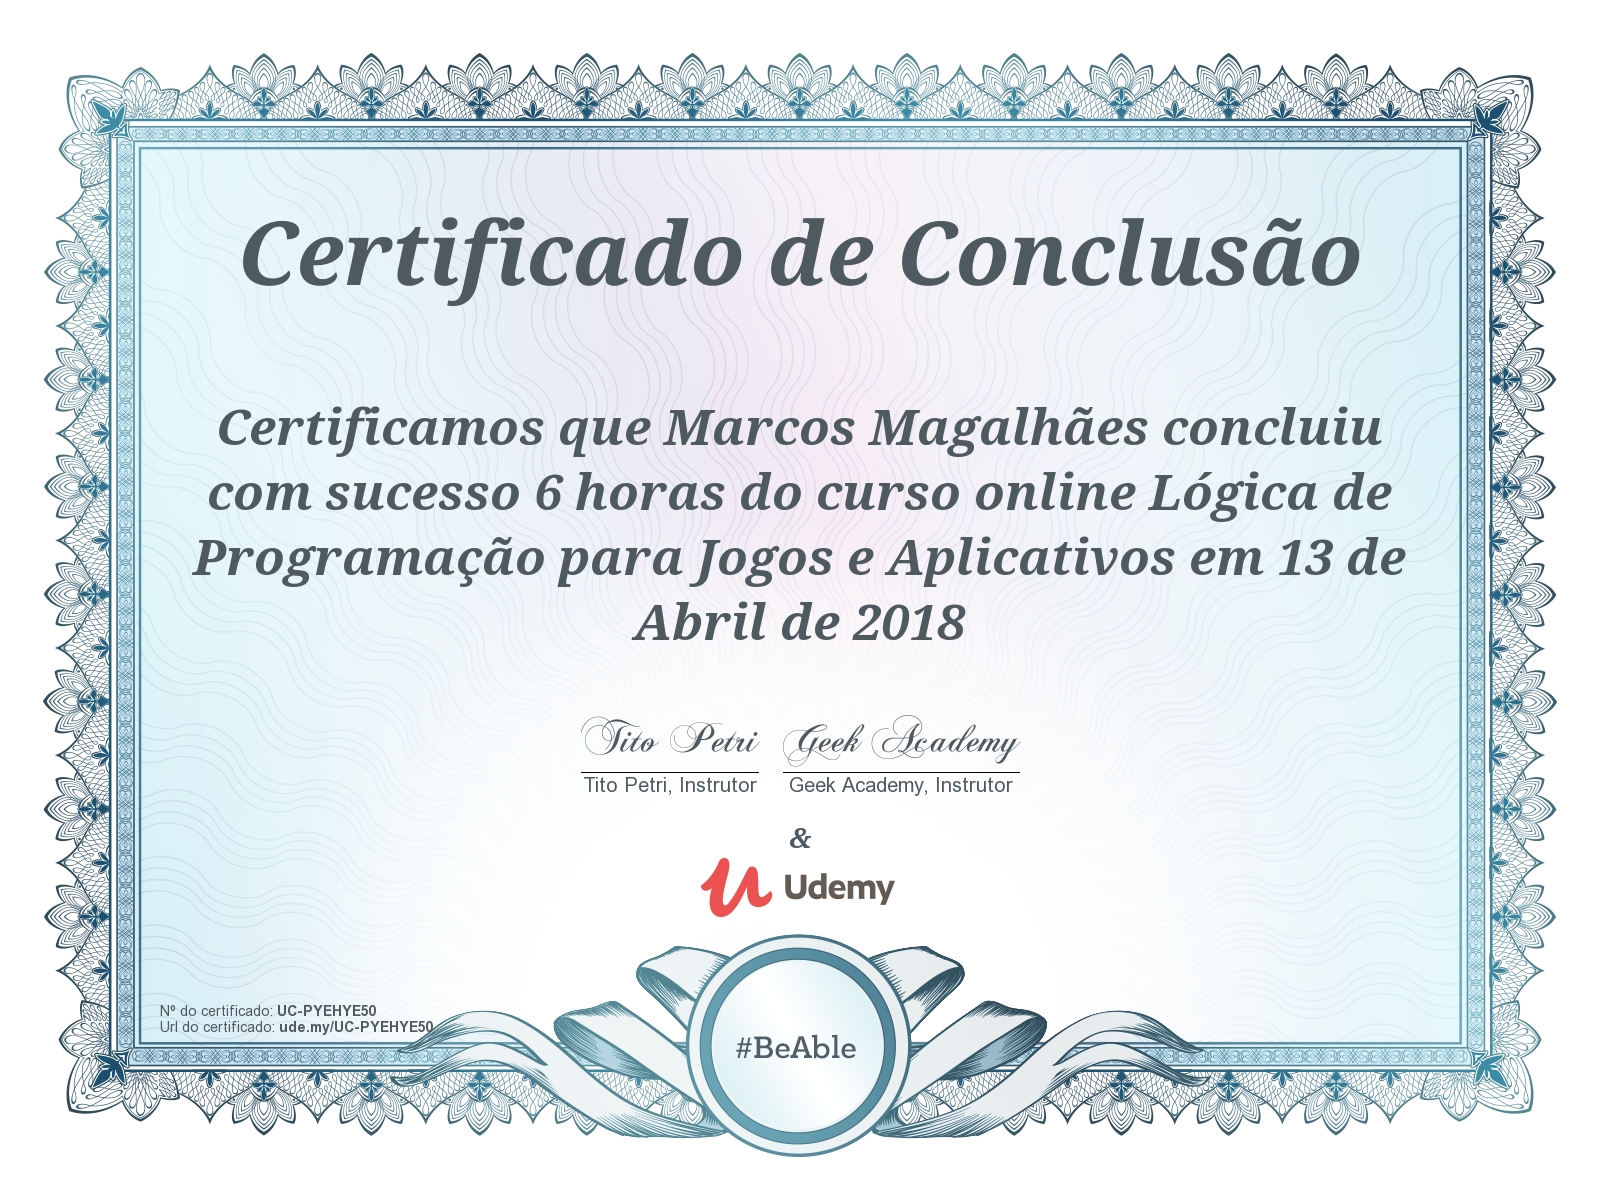 Certificado de Conclusão
Certificamos que Marcos Magalhães concluiu
com sucesso 6 horas do curso online Lógica de
Programação para Jogos e Aplicativos em 13 de
Abril de 2018
Tito Petri Geek Academy
Tito Petri, Instrutor Geek Academy, Instrutor
&
Udemy
Nº do certificado: UC-PYEHYE50
Url do certificado: ude.my/UC-PYEHYE50
#BeAble